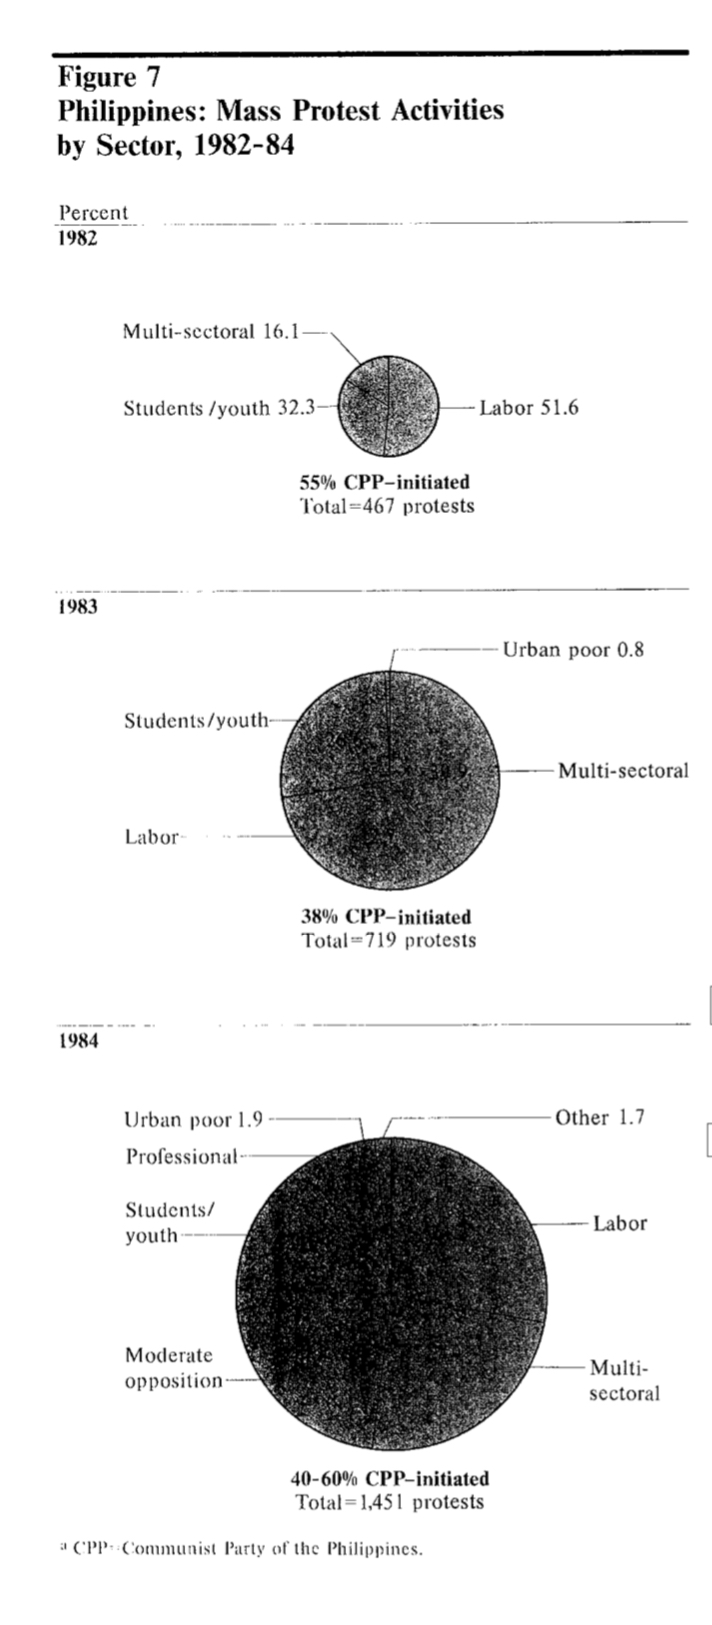 Figure 7
Philippines: Mass Protest Activities
by Sector, 1982-84
Percent
1982
Multi-sectoral 16.1
Students /youth 32.3
Labor 51.6
55% CPP-initiated
Total=467 protests
1983
Urban poor 0.8
Students/youth
Multi-sectoral
Labor
38% CPP-initiated
Total=719 protests
1984
Urban poor 1.9
Other 1.7
Professional
Students/
youth
Labor
Moderate
opposition
Multi-
sectoral
40-60% CPP-initiated
Total=1,451 protests
a CPP=Communist Party of the Philippines.